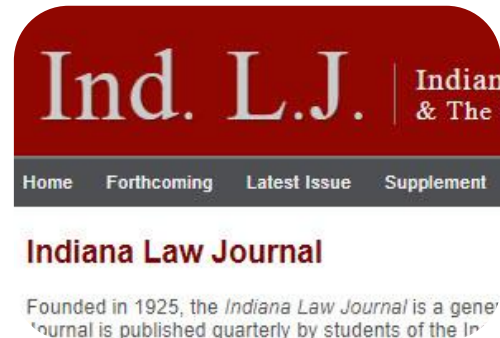 Ind. L.J.
Indian
& The
Home Forthcoming Latest Issue Supplement
Indiana Law Journal
Founded in 1925, the Indiana Law Journal is a gene
Journal is published quarterly by students of the In